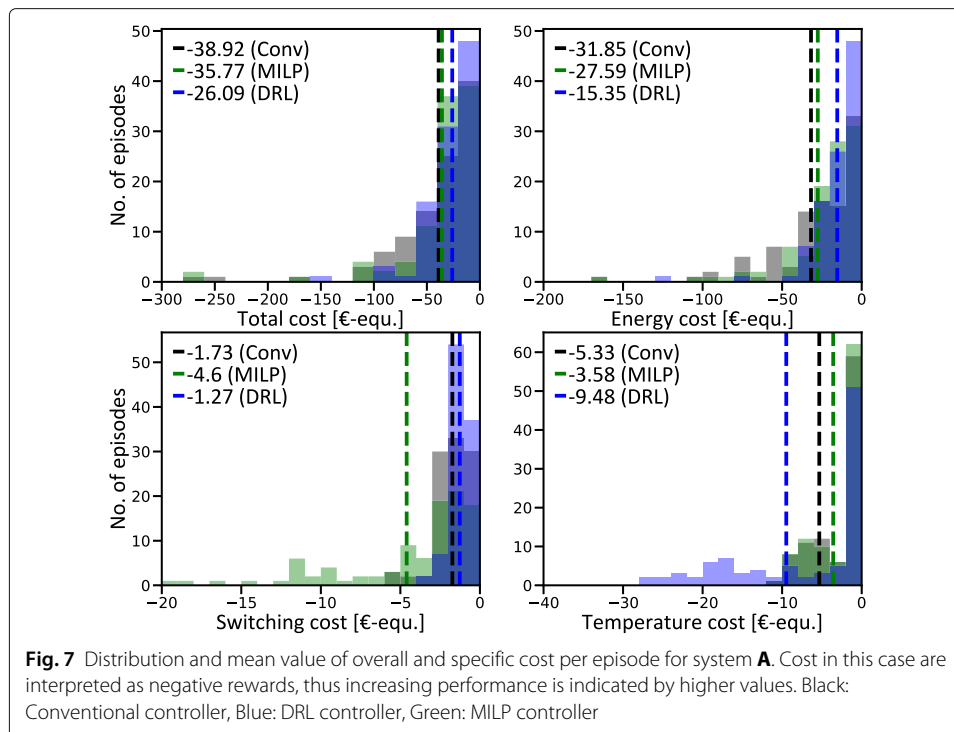 50
40
30
20
10
0
No. of episodes
-38.92 (Conv)
-35.77 (MILP)
-26.09 (DRL)
−300 −250 −200 −150 −100 −50 0
Total cost [€-equ.]
50
40
30
20
10
0
-31.85 (Conv)
-27.59 (MILP)
-15.35 (DRL)
−200 −150 −100 −50 0
Energy cost [€-equ.]
50
40
30
20
10
0
No. of episodes
-1.73 (Conv)
-4.6 (MILP)
-1.27 (DRL)
−20 −15 −10 −5 0
Switching cost [€-equ.]
60
50
40
30
20
10
0
-5.33 (Conv)
-3.58 (MILP)
-9.48 (DRL)
−40 −30 −20 −10 0
Temperature cost [€-equ.]
Fig. 7 Distribution and mean value of overall and specific cost per episode for system A. Cost in this case are
interpreted as negative rewards, thus increasing performance is indicated by higher values. Black:
Conventional controller, Blue: DRL controller, Green: MILP controller